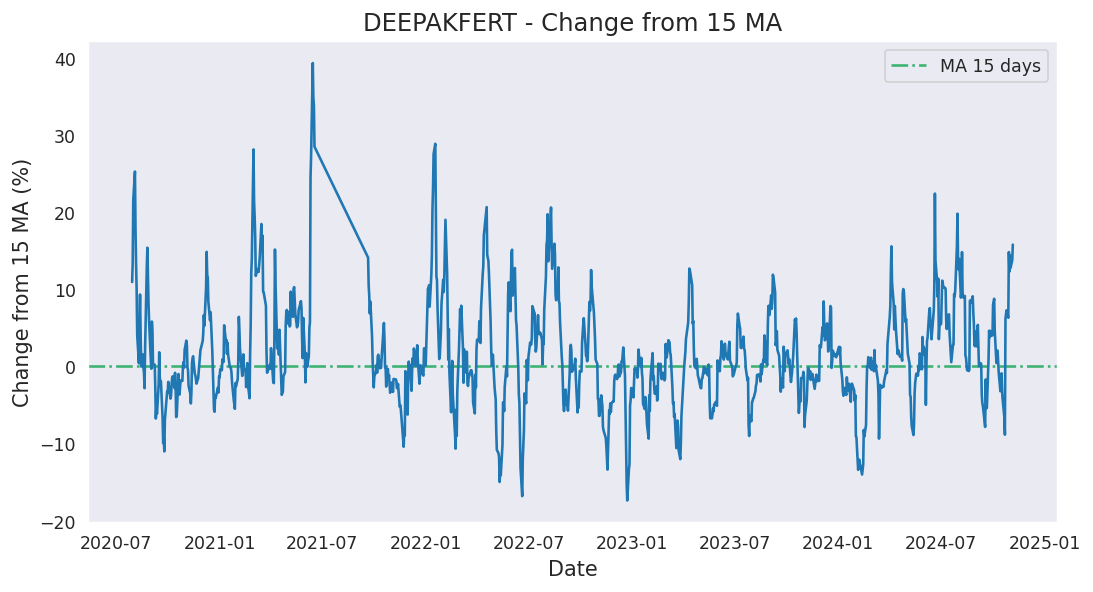 DEEPAKFERT - Change from 15 MA
MA 15 days
Change from 15 MA (%)
40
30
20
10
0
−10
−20
2020-07 2021-01 2021-07 2022-01 2022-07 2023-01 2023-07 2024-01 2024-07 2025-01
Date